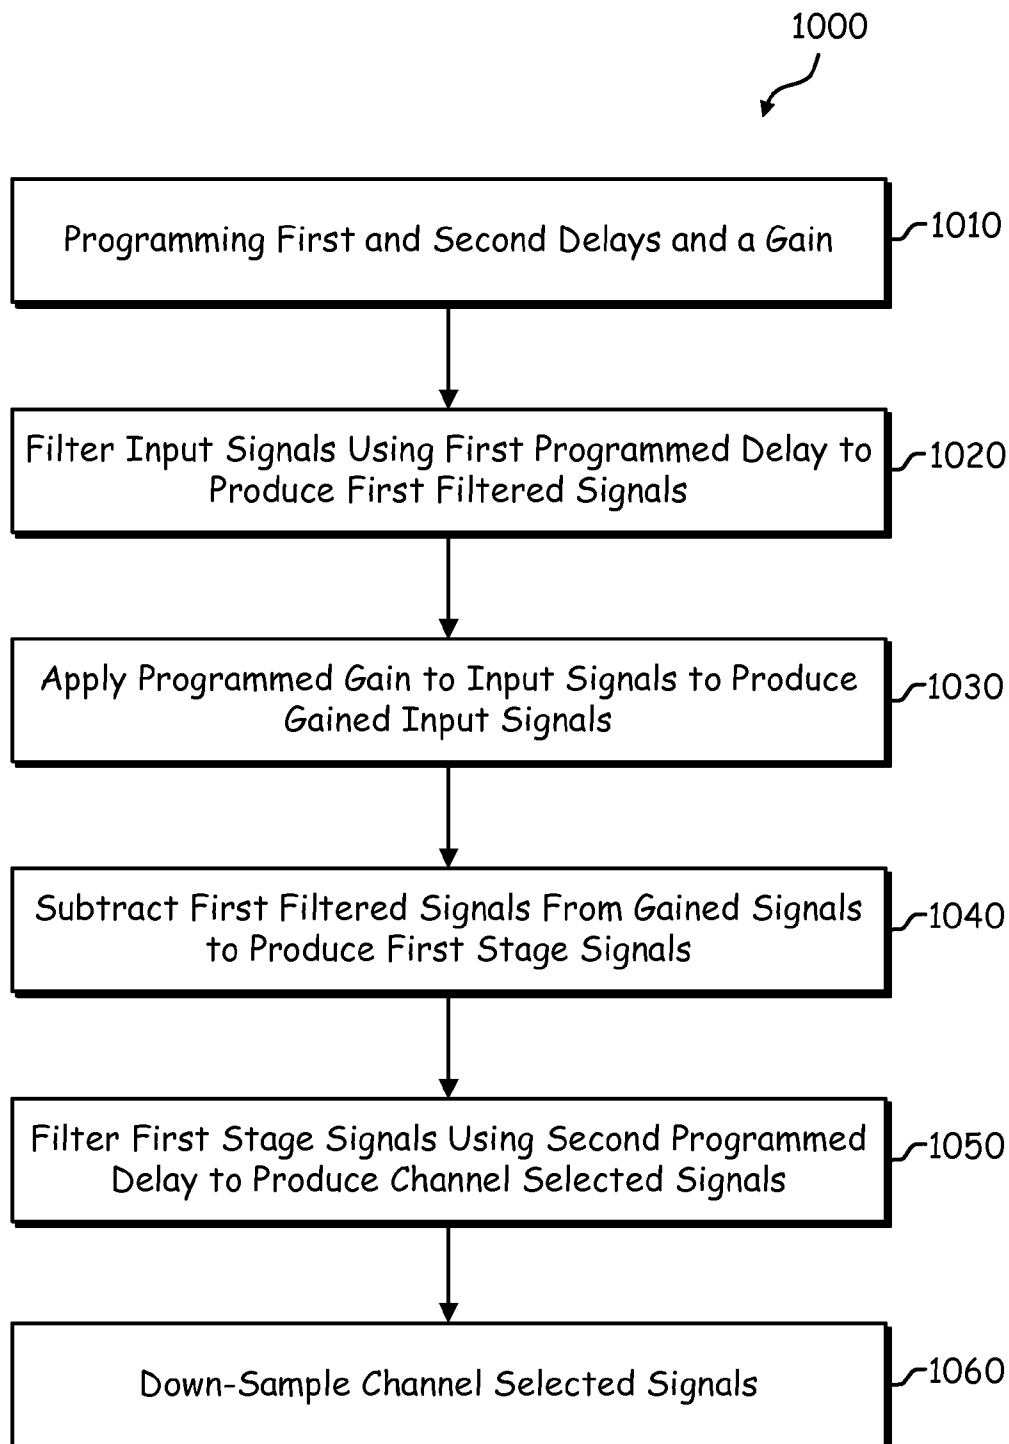 1000
Programming First and Second Delays and a Gain
1010
Filter Input Signals Using First Programmed Delay to
Produce First Filtered Signals
1020
Apply Programmed Gain to Input Signals to Produce
Gained Input Signals
1030
Subtract First Filtered Signals From Gained Signals
to Produce First Stage Signals
1040
Filter First Stage Signals Using Second Programmed
Delay to Produce Channel Selected Signals
1050
Down-Sample Channel Selected Signals
1060